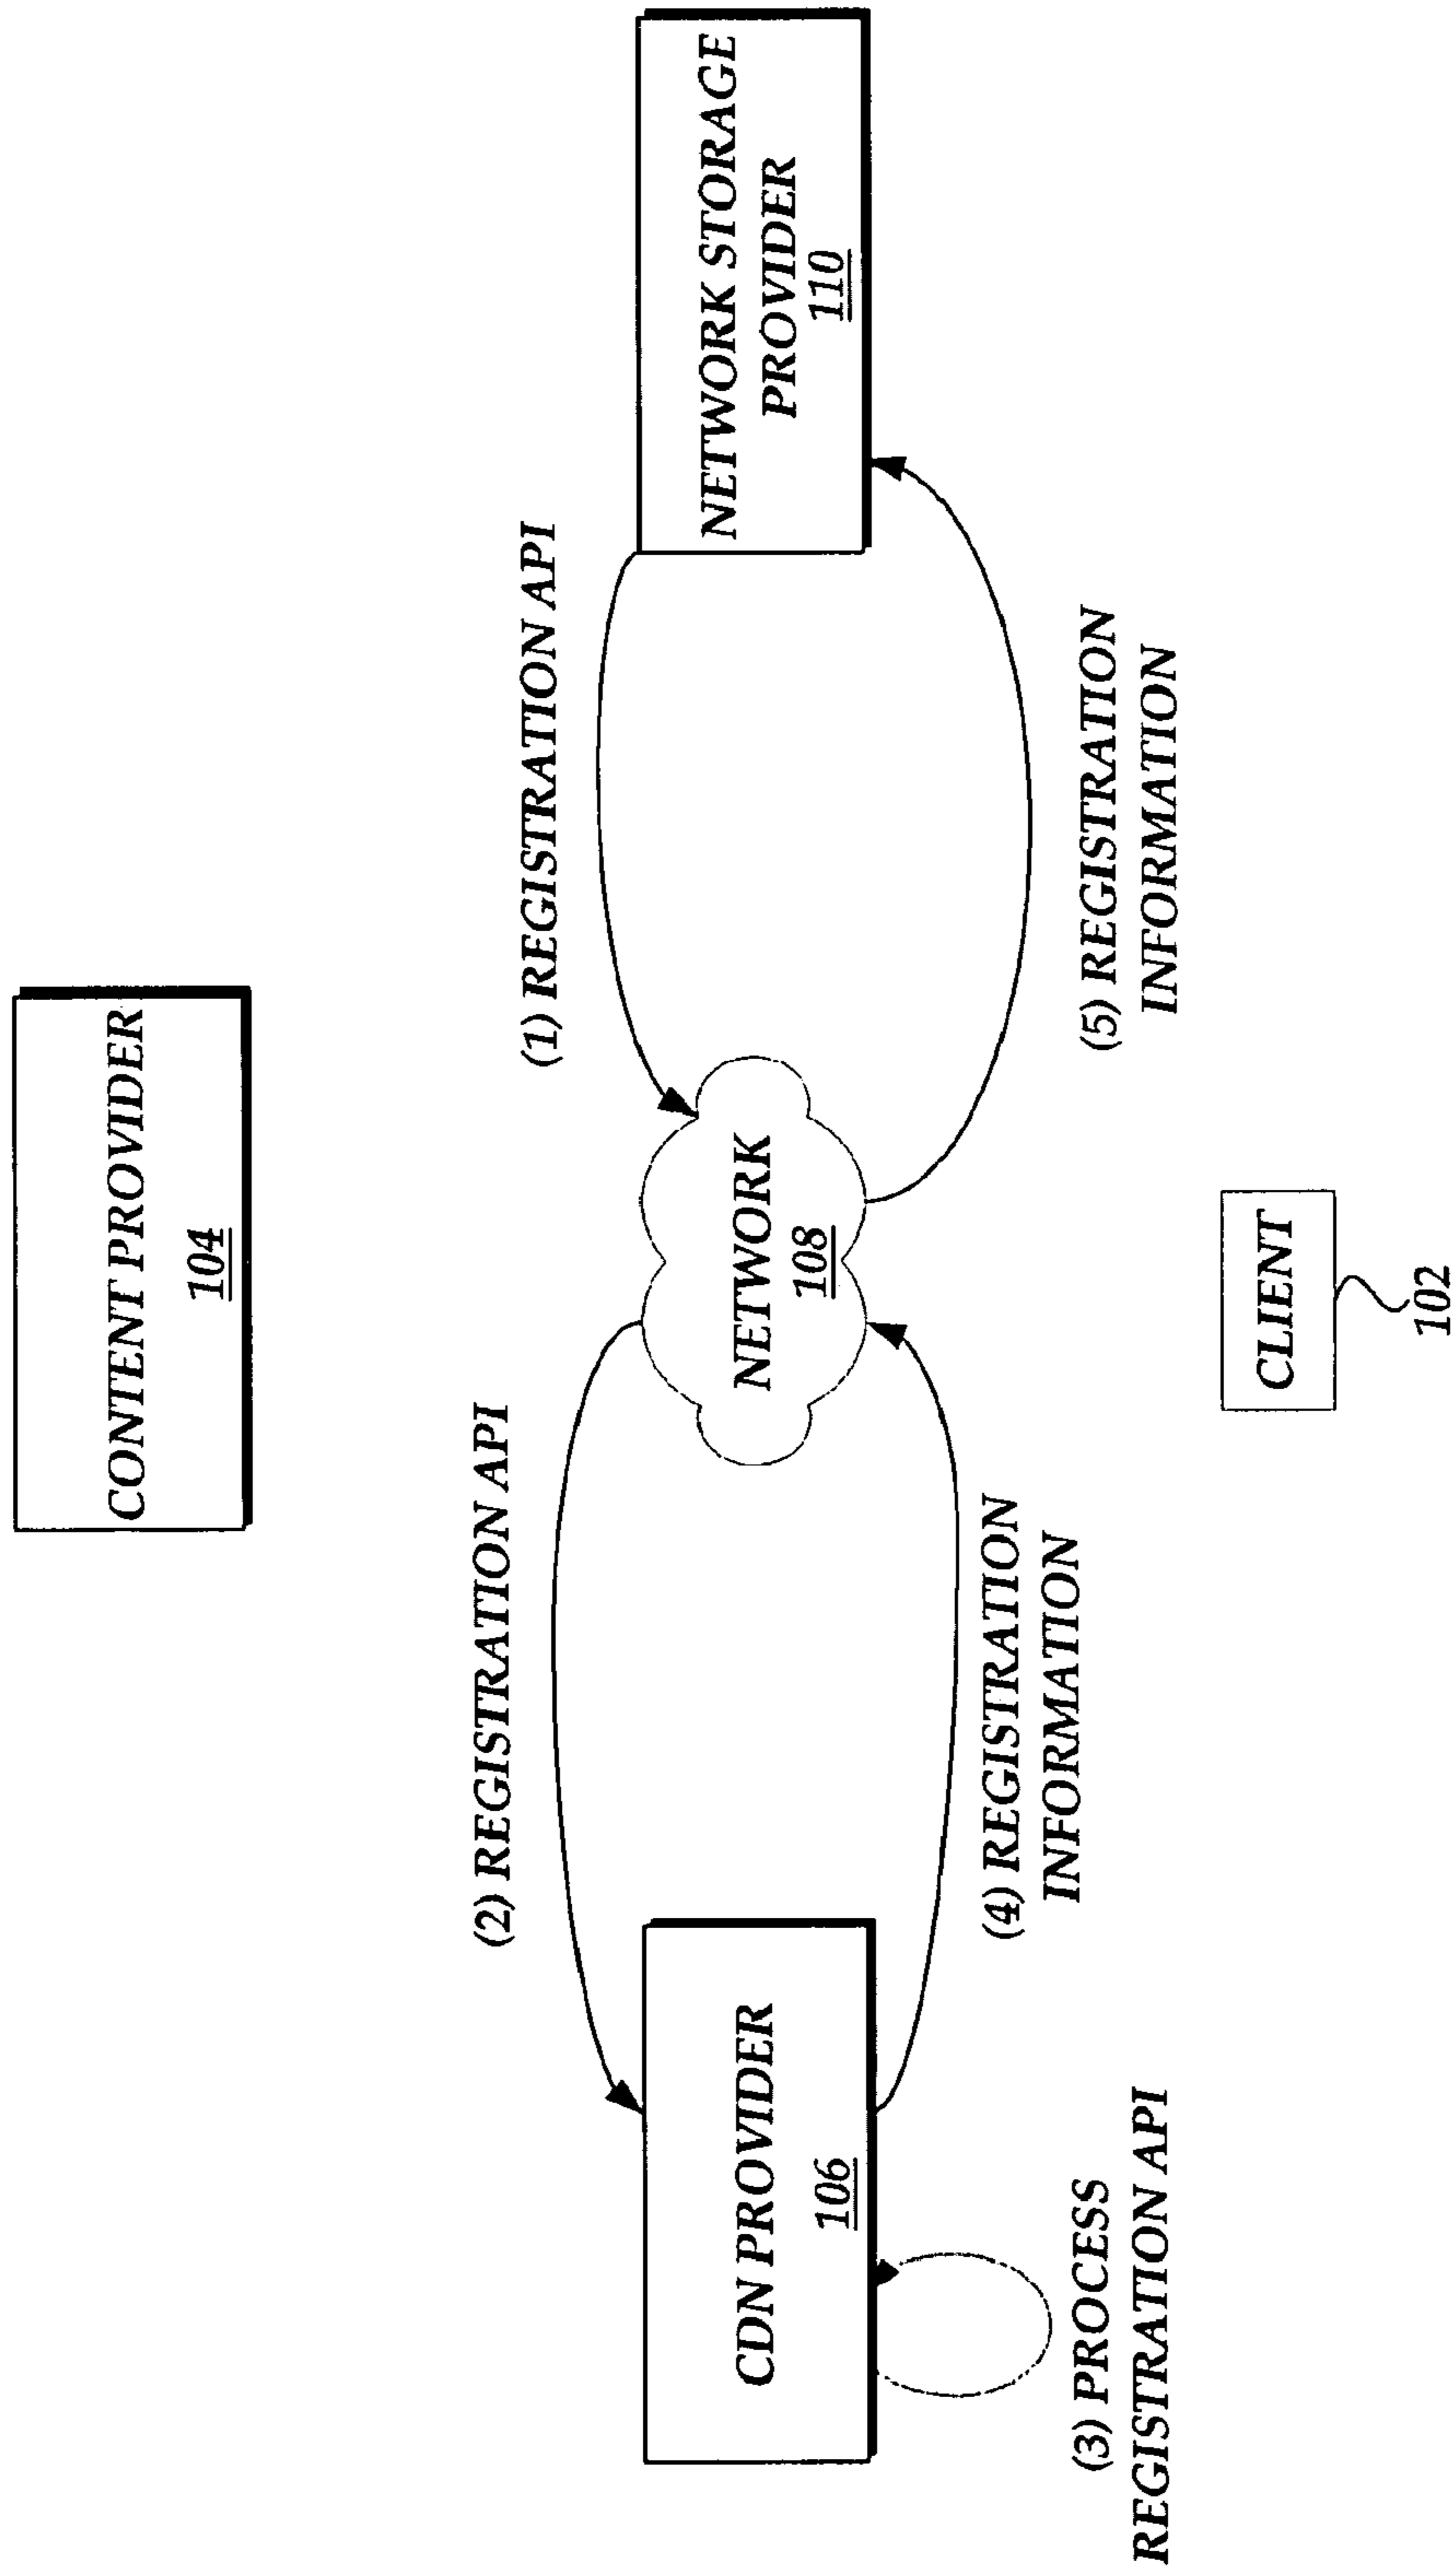 CONTENT PROVIDER
104
(2) REGISTRATION API
(1) REGISTRATION API
CDN PROVIDER
106
NETWORK
108
NETWORK STORAGE
PROVIDER
110
(3) PROCESS
REGISTRATION API
(4) REGISTRATION
INFORMATION
(5) REGISTRATION
INFORMATION
CLIENT
102